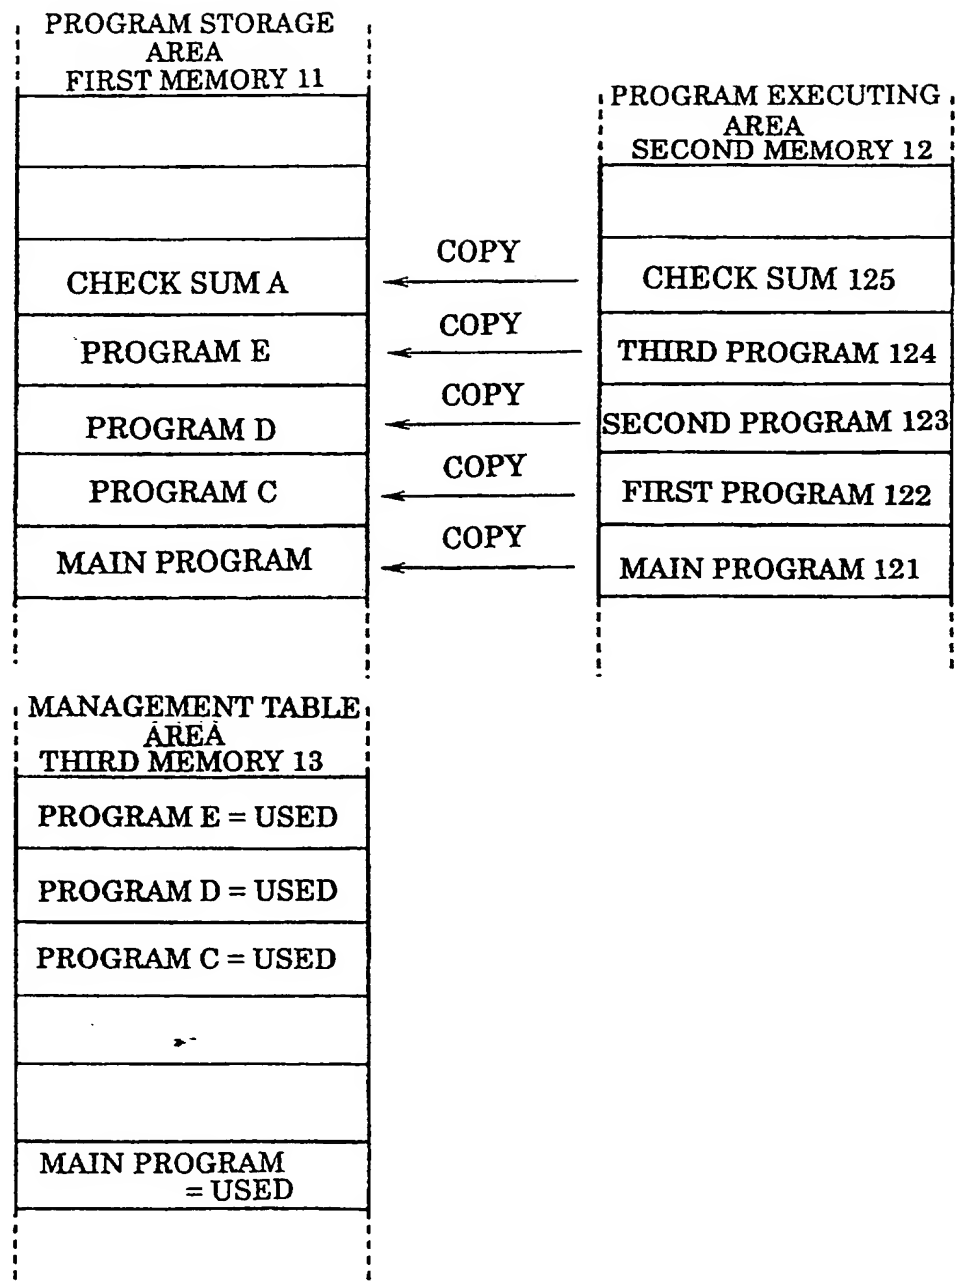 PROGRAM STORAGE
AREA
FIRST MEMORY 11
PROGRAM EXECUTING
AREA
SECOND MEMORY 12
CHECK SUM A
COPY
CHECK SUM 125
PROGRAM E
COPY
THIRD PROGRAM 124
PROGRAM D
COPY
SECOND PROGRAM 123
PROGRAM C
COPY
FIRST PROGRAM 122
MAIN PROGRAM
COPY
MAIN PROGRAM 121
MANAGEMENT TABLE
AREA
THIRD MEMORY 13
PROGRAM E = USED
PROGRAM D = USED
PROGRAM C = USED
MAIN PROGRAM
= USED